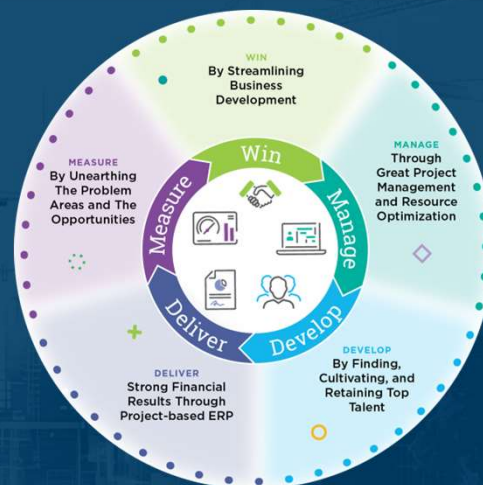 WIN
By Streamlining
Business
Development
MANAGE
Through
Great Project
Management
and Resource
Optimization
DEVELOP
By Finding,
Cultivating, and
Retaining Top
Talent
DELIVER
Strong Financial
Results Through
Project-based ERP
MEASURE
By Unearthing
The Problem
Areas and The
Opportunities
Win
Manage
Develop
Deliver
Measure